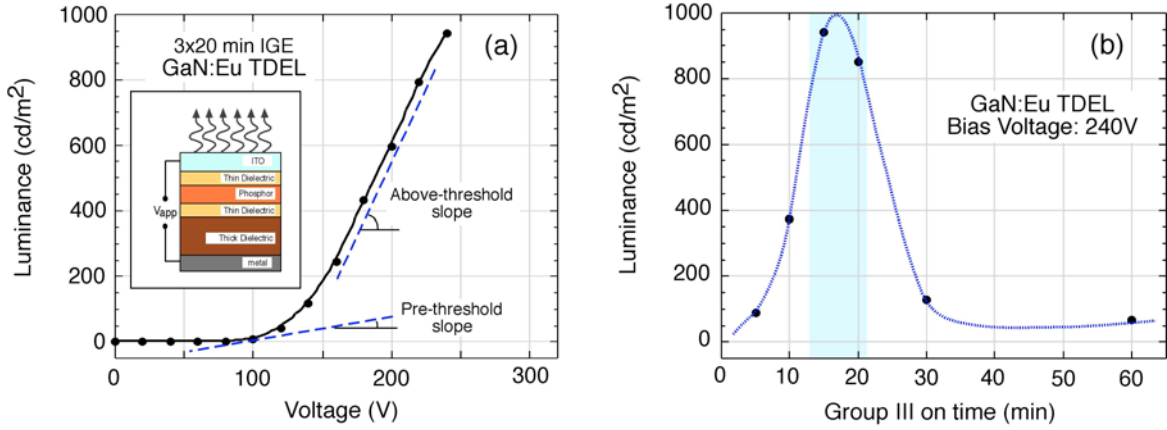 (a)
3x20 min IGE
GaN:Eu TDEL
ITO
Thin Dielectric
Phosphor
Thin Dielectric
Thick Dielectric
metal
Vapp
Above-threshold
slope
Pre-threshold
slope
Luminance (cd/m²)
1000
800
600
400
200
0
0
100
200
300
Voltage (V)
(b)
GaN:Eu TDEL
Bias Voltage: 240V
Luminance (cd/m²)
1000
800
600
400
200
0
0
10
20
30
40
50
60
Group III on time (min)